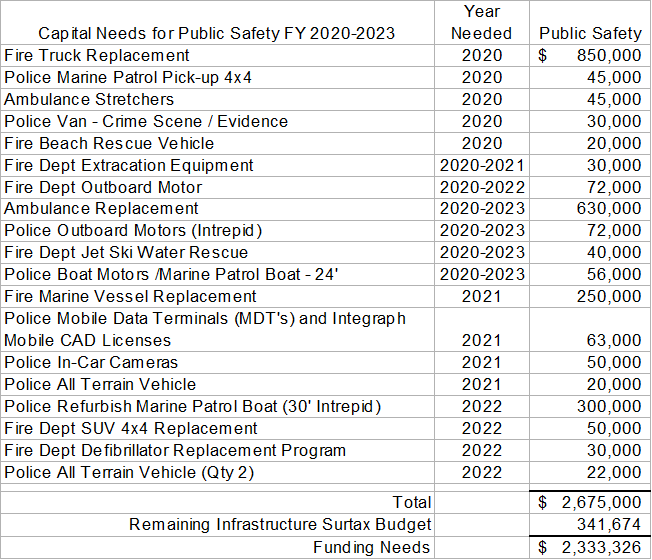 Capital Needs for Public Safety FY 2020-2023 Year Needed Public Safety
Fire Truck Replacement 2020 $ 850,000
Police Marine Patrol Pick-up 4x4 2020 45,000
Ambulance Stretchers 2020 45,000
Police Van - Crime Scene / Evidence 2020 30,000
Fire Beach Rescue Vehicle 2020 20,000
Fire Dept Extracation Equipment 2020-2021 30,000
Fire Dept Outboard Motor 2020-2022 72,000
Ambulance Replacement 2020-2023 630,000
Police Outboard Motors (Intrepid) 2020-2023 72,000
Fire Dept Jet Ski Water Rescue 2020-2023 40,000
Police Boat Motors /Marine Patrol Boat - 24' 2020-2023 56,000
Fire Marine Vessel Replacement 2021 250,000
Police Mobile Data Terminals (MDT's) and Integraph
Mobile CAD Licenses 2021 63,000
Police In-Car Cameras 2021 50,000
Police All Terrain Vehicle 2021 20,000
Police Refurbish Marine Patrol Boat (30' Intrepid) 2022 300,000
Fire Dept SUV 4x4 Replacement 2022 50,000
Fire Dept Defibrillator Replacement Program 2022 30,000
Police All Terrain Vehicle (Qty 2) 2022 22,000
Total $ 2,675,000
Remaining Infrastructure Surtax Budget 341,674
Funding Needs $ 2,333,326